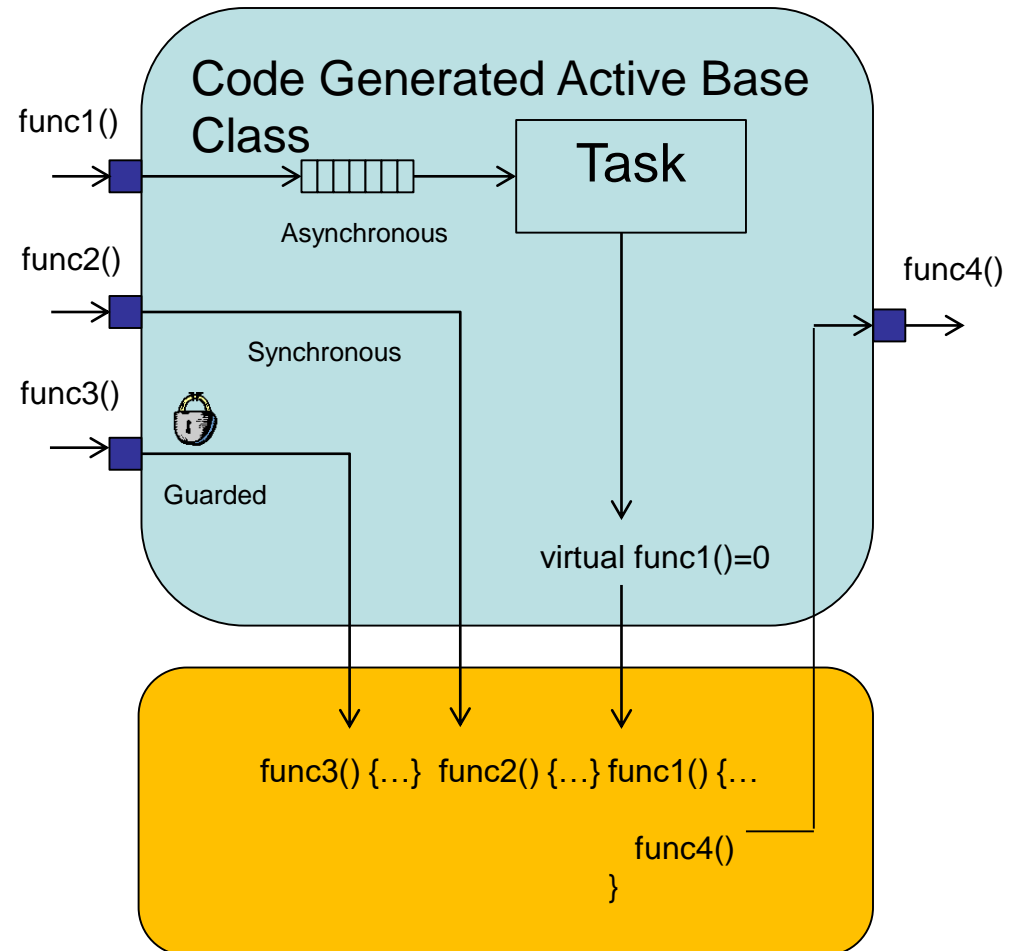 Code Generated Active Base
Class
func1()
Task
Asynchronous
func2()
func4()
Synchronous
func3()
Guarded
virtual func1()=0
func3() {…} func2() {…} func1() {…
func4()
}